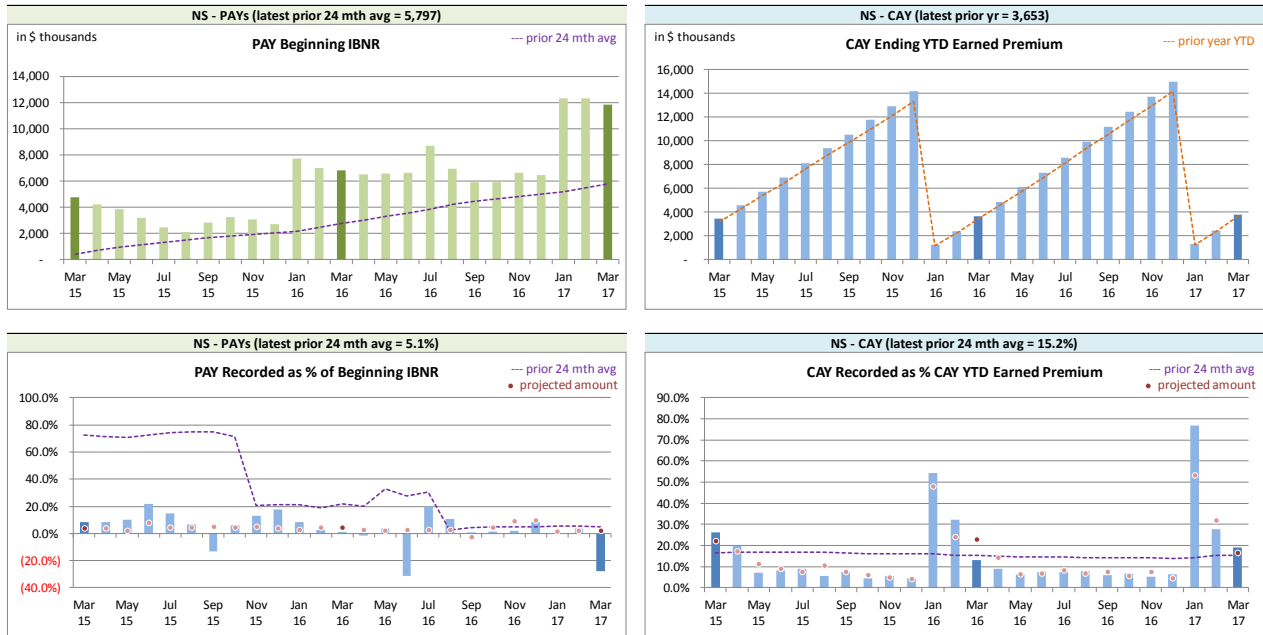 NS - PAYs (latest prior 24 mth avg = 5,797)
in $ thousands
PAY Beginning IBNR
--- prior 24 mth avg
14,000
12,000
10,000
8,000
6,000
4,000
2,000
-
Mar 15 May 15 Jul 15 Sep 15 Nov 15 Jan 16 Mar 16 May 16 Jul 16 Sep 16 Nov 16 Jan 17 Mar 17
NS - CAY (latest prior yr = 3,653)
in $ thousands
CAY Ending YTD Earned Premium
--- prior year YTD
16,000
14,000
12,000
10,000
8,000
6,000
4,000
2,000
-
Mar 15 May 15 Jul 15 Sep 15 Nov 15 Jan 16 Mar 16 May 16 Jul 16 Sep 16 Nov 16 Jan 17 Mar 17
NS - PAYs (latest prior 24 mth avg = 5.1%)
PAY Recorded as % of Beginning IBNR
--- prior 24 mth avg
projected amount
100.0%
80.0%
60.0%
40.0%
20.0%
0.0%
(20.0%)
(40.0%)
Mar 15 May 15 Jul 15 Sep 15 Nov 15 Jan 16 Mar 16 May 16 Jul 16 Sep 16 Nov 16 Jan 17 Mar 17
NS - CAY (latest prior 24 mth avg = 15.2%)
CAY Recorded as % CAY YTD Earned Premium
--- prior 24 mth avg
projected amount
90.0%
80.0%
70.0%
60.0%
50.0%
40.0%
30.0%
20.0%
10.0%
0.0%
Mar 15 May 15 Jul 15 Sep 15 Nov 15 Jan 16 Mar 16 May 16 Jul 16 Sep 16 Nov 16 Jan 17 Mar 17